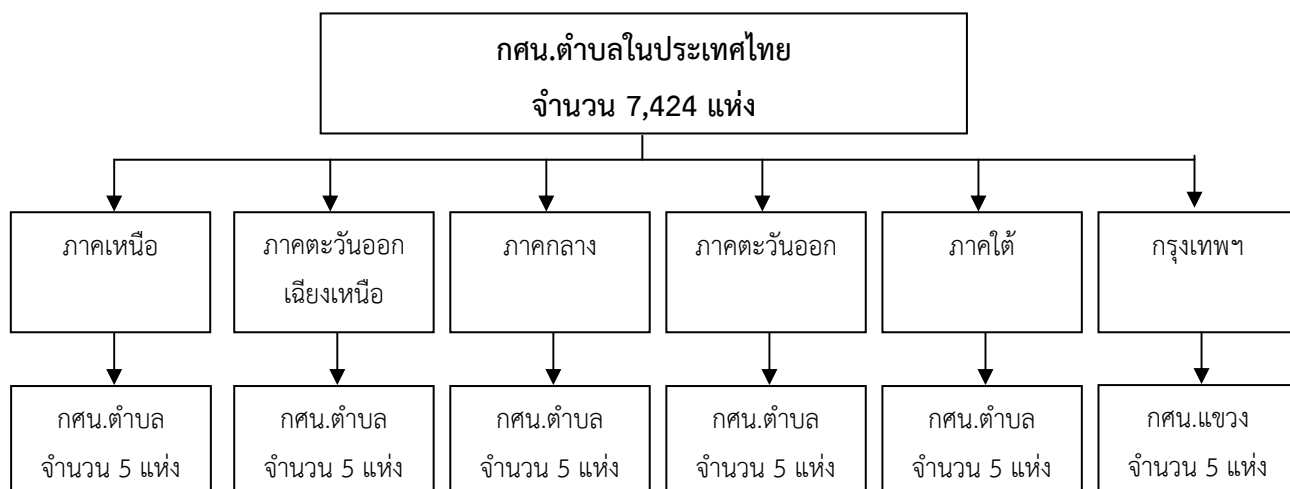 กศน.ตำบลในประเทศไทย
จำนวน 7,424 แห่ง
ภาคเหนือ
ภาคตะวันออก
เฉียงเหนือ
ภาคกลาง
ภาคตะวันออก
ภาคใต้
กรุงเทพฯ
กศน.ตำบล
จำนวน 5 แห่ง
กศน.ตำบล
จำนวน 5 แห่ง
กศน.ตำบล
จำนวน 5 แห่ง
กศน.ตำบล
จำนวน 5 แห่ง
กศน.ตำบล
จำนวน 5 แห่ง
กศน.แขวง
จำนวน 5 แห่ง